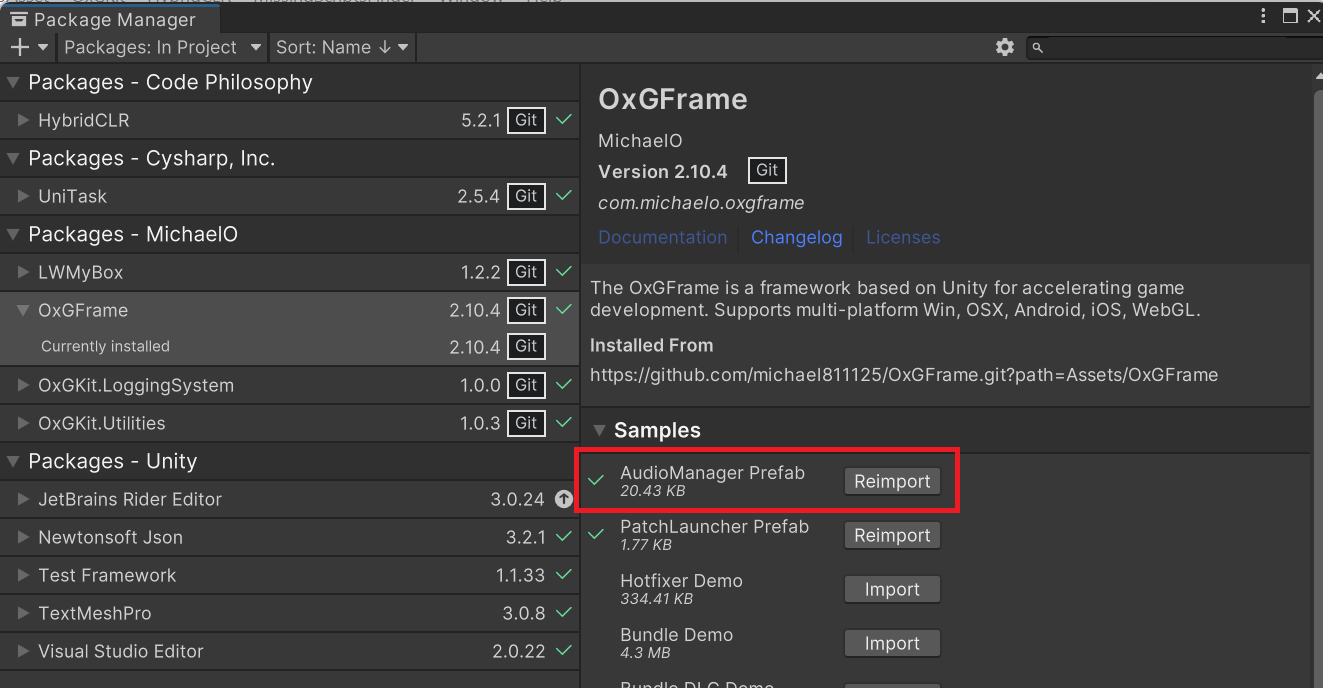 Package Manager
Packages: In Project
Sort: Name ↓
Packages - Code Philosophy
HybridCLR 5.2.1 Git
Packages - Cysharp, Inc.
UniTask 2.5.4 Git
Packages - MichaelO
LWMyBox 1.2.2 Git
OxGFrame 2.10.4 Git
Currently installed 2.10.4 Git
OxGKit.LoggingSystem 1.0.0 Git
OxGKit.Utilities 1.0.3 Git
Packages - Unity
JetBrains Rider Editor 3.0.24
Newtonsoft Json 3.2.1
Test Framework 1.1.33
TextMeshPro 3.0.8
Visual Studio Editor 2.0.22
OxGFrame
MichaelO
Version 2.10.4 Git
com.michaelo.oxgframe
Documentation Changelog Licenses
The OxGFrame is a framework based on Unity for accelerating game
development. Supports multi-platform Win, OSX, Android, iOS, WebGL.
Installed From
https://github.com/michael811125/OxGFrame.git?path=Assets/OxGFrame
Samples
AudioManager Prefab
20.43 KB
Reimport
PatchLauncher Prefab
1.77 KB
Reimport
Hotfixer Demo
334.41 KB
Import
Bundle Demo
4.3 MB
Import
Bundle DLC Demo